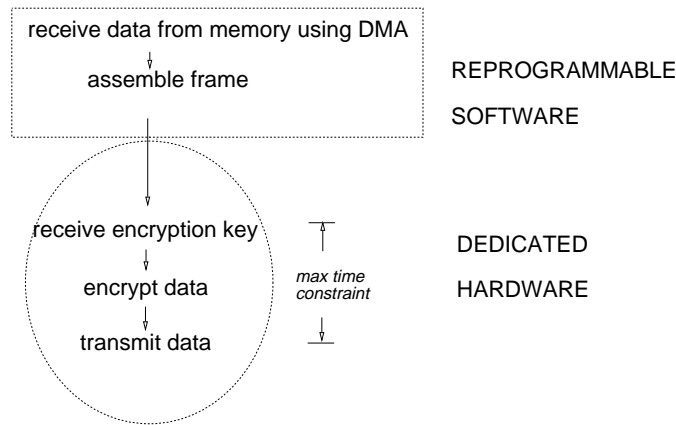 receive data from memory using DMA
assemble frame
REPROGRAMMABLE
SOFTWARE
receive encryption key
encrypt data
transmit data
max time
constraint
DEDICATED
HARDWARE